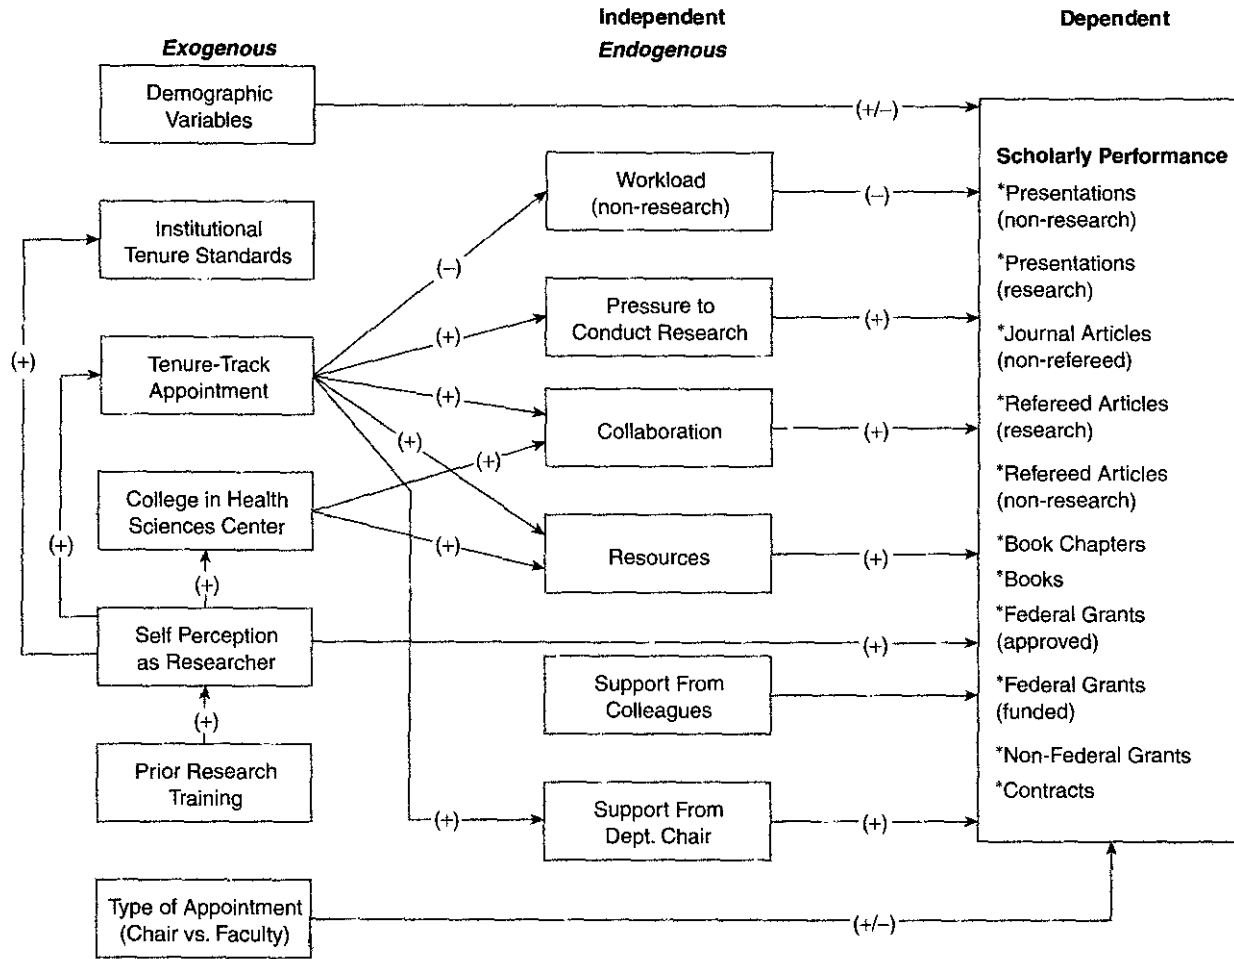 Independent
Dependent
Exogenous
Endogenous
Demographic
Variables
(+/–)
Scholarly Performance
Workload
(non-research)
(–)
*Presentations
(non-research)
Institutional
Tenure Standards
(–)
*Presentations
(research)
Pressure to
Conduct Research
(+)
(+)
*Journal Articles
(non-refereed)
(+)
Tenure-Track
Appointment
(+)
*Refereed Articles
(research)
Collaboration
(+)
(+)
(+)
*Refereed Articles
(non-research)
College in Health
Sciences Center
(+)
(+)
Resources
(+)
*Book Chapters
*Books
(+)
Self Perception
as Researcher
(+)
*Federal Grants
(approved)
Support From
Colleagues
*Federal Grants
(funded)
(+)
Prior Research
Training
*Non-Federal Grants
*Contracts
(+)
Support From
Dept. Chair
(+)
Type of Appointment
(Chair vs. Faculty)
(+/–)